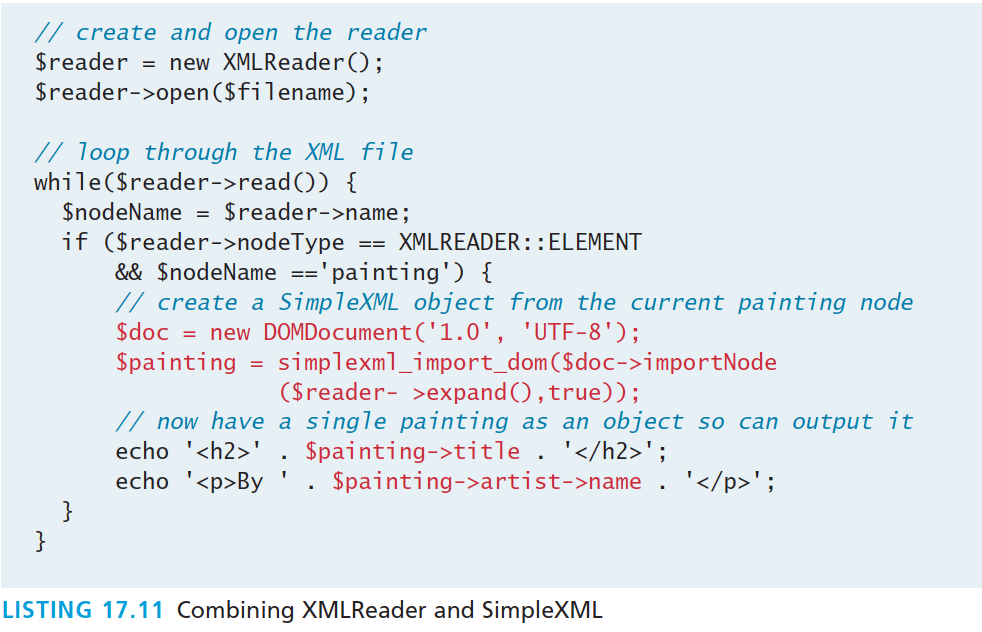 // create and open the reader
$reader = new XMLReader();
$reader->open($filename);
// loop through the XML file
while($reader->read()) {
$nodeName = $reader->name;
if ($reader->nodeType == XMLREADER::ELEMENT
&& $nodeName =='painting') {
// create a SimpleXML object from the current painting node
$doc = new DOMDocument('1.0', 'UTF-8');
$painting = simplexml_import_dom($doc->importNode
($reader- >expand(),true));
// now have a single painting as an object so can output it
echo '<h2>' . $painting->title . '</h2>';
echo '<p>By ' . $painting->artist->name . '</p>';
}
}
LISTING 17.11 Combining XMLReader and SimpleXML